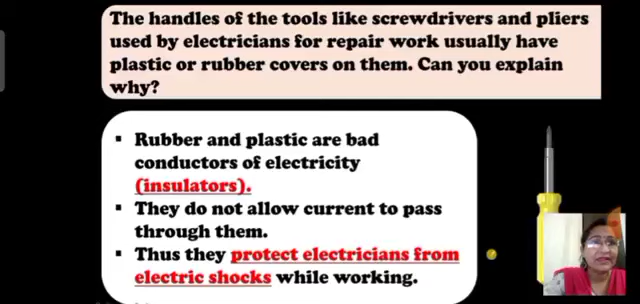 The handles of the tools like screwdrivers and pliers
used by electricians for repair work usually have
plastic or rubber covers on them. Can you explain
why?
▪ Rubber and plastic are bad
conductors of electricity
(insulators).
▪ They do not allow current to pass
through them.
▪ Thus they protect electricians from
electric shocks while working.